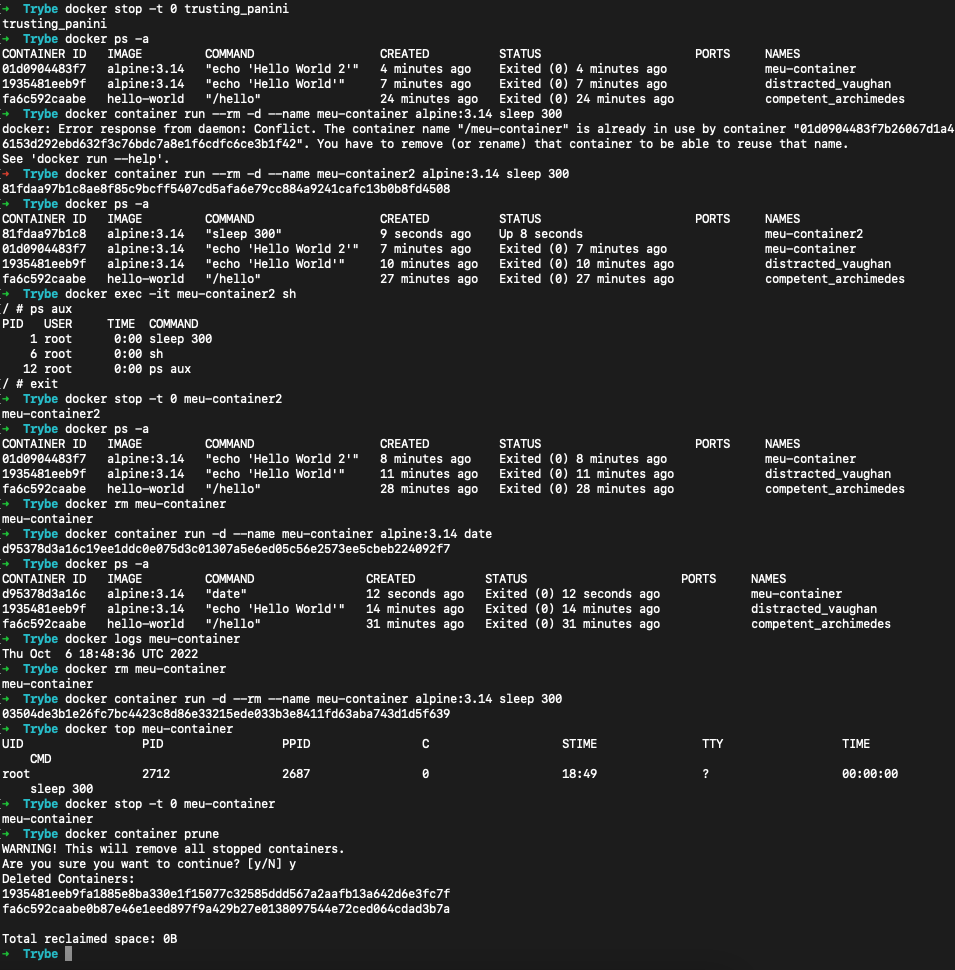 → Trybe docker stop -t 0 trusting_panini
trusting_panini
→ Trybe docker ps -a
CONTAINER ID   IMAGE         COMMAND                  CREATED          STATUS                      PORTS     NAMES
01d0904483f7   alpine:3.14   "echo 'Hello World 2'"   4 minutes ago    Exited (0) 4 minutes ago              meu-container
1935481eeb9f   alpine:3.14   "echo 'Hello World'"     7 minutes ago    Exited (0) 7 minutes ago              distracted_vaughan
fa6c592caabe   hello-world   "/hello"                 24 minutes ago   Exited (0) 24 minutes ago             competent_archimedes
→ Trybe docker container run --rm -d --name meu-container alpine:3.14 sleep 300
docker: Error response from daemon: Conflict. The container name "/meu-container" is already in use by container "01d0904483f7b26067d1a4
6153d292ebd632f3c76bdc7a8e1f6cdfc6ce3b1f42". You have to remove (or rename) that container to be able to reuse that name.
See 'docker run --help'.
→ Trybe docker container run --rm -d --name meu-container2 alpine:3.14 sleep 300
81fdaa97b1c8ae8f85c9bcff5407cd5afa6e79cc884a9241cafc13b0b8fd4508
→ Trybe docker ps -a
CONTAINER ID   IMAGE         COMMAND                  CREATED          STATUS                      PORTS     NAMES
81fdaa97b1c8   alpine:3.14   "sleep 300"              9 seconds ago    Up 8 seconds                          meu-container2
01d0904483f7   alpine:3.14   "echo 'Hello World 2'"   7 minutes ago    Exited (0) 7 minutes ago              meu-container
1935481eeb9f   alpine:3.14   "echo 'Hello World'"     10 minutes ago   Exited (0) 10 minutes ago             distracted_vaughan
fa6c592caabe   hello-world   "/hello"                 27 minutes ago   Exited (0) 27 minutes ago             competent_archimedes
→ Trybe docker exec -it meu-container2 sh
/ # ps aux
PID   USER     TIME  COMMAND
    1 root      0:00 sleep 300
    6 root      0:00 sh
   12 root      0:00 ps aux
/ # exit
→ Trybe docker stop -t 0 meu-container2
meu-container2
→ Trybe docker ps -a
CONTAINER ID   IMAGE         COMMAND                  CREATED          STATUS                      PORTS     NAMES
01d0904483f7   alpine:3.14   "echo 'Hello World 2'"   8 minutes ago    Exited (0) 8 minutes ago              meu-container
1935481eeb9f   alpine:3.14   "echo 'Hello World'"     11 minutes ago   Exited (0) 11 minutes ago             distracted_vaughan
fa6c592caabe   hello-world   "/hello"                 28 minutes ago   Exited (0) 28 minutes ago             competent_archimedes
→ Trybe docker rm meu-container
meu-container
→ Trybe docker container run -d --name meu-container alpine:3.14 date
d95378d3a16c19ee1ddc0e075d3c01307a5e6ed05c56e2573ee5cbeb224092f7
→ Trybe docker ps -a
CONTAINER ID   IMAGE         COMMAND                CREATED          STATUS                      PORTS     NAMES
d95378d3a16c   alpine:3.14   "date"                 12 seconds ago   Exited (0) 12 seconds ago             meu-container
1935481eeb9f   alpine:3.14   "echo 'Hello World'"   14 minutes ago   Exited (0) 14 minutes ago             distracted_vaughan
fa6c592caabe   hello-world   "/hello"               31 minutes ago   Exited (0) 31 minutes ago             competent_archimedes
→ Trybe docker logs meu-container
Thu Oct  6 18:48:36 UTC 2022
→ Trybe docker rm meu-container
meu-container
→ Trybe docker container run -d --rm --name meu-container alpine:3.14 sleep 300
03504de3b1e26fc7bc4423c8d86e33215ede033b3e8411fd63aba743d1d5f639
→ Trybe docker top meu-container
UID                 PID                 PPID                C                   STIME               TTY                 TIME
    CMD
root                2712                2687                0                   18:49               ?                   00:00:00
    sleep 300
→ Trybe docker stop -t 0 meu-container
meu-container
→ Trybe docker container prune
WARNING! This will remove all stopped containers.
Are you sure you want to continue? [y/N] y
Deleted Containers:
1935481eeb9fa1885e8ba330e1f15077c32585ddd567a2aafb13a642d6e3fc7f
fa6c592caabe0b87e46e1eed897f9a429b27e0138097544e72ced064cdad3b7a

Total reclaimed space: 0B
→ Trybe